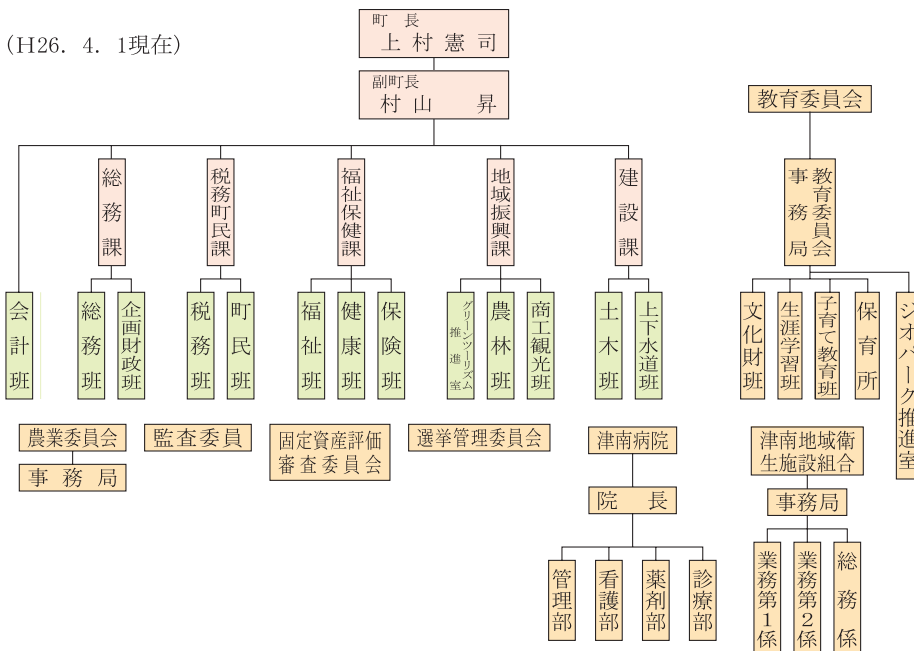 (H26. 4. 1現在)
町 長
上 村 憲 司
副町長
村 山 昇
教育委員会
総務課
税務町民課
福祉保健課
地域振興課
建設課
教育委員会
事務局
会計班
総務班
企画財政班
税務班
町民班
福祉班
健康班
保険班
グリーンツーリズム
推進室
農林班
商工観光班
土木班
上下水道班
文化財班
生涯学習班
子育て教育班
保育所
ジオパーク推進室
農業委員会
事 務 局
監査委員
固定資産評価
審査委員会
選挙管理委員会
津南病院
院 長
管理部
看護部
薬剤部
診療部
津南地域衛
生施設組合
事務局
業務第1係
業務第2係
総務係